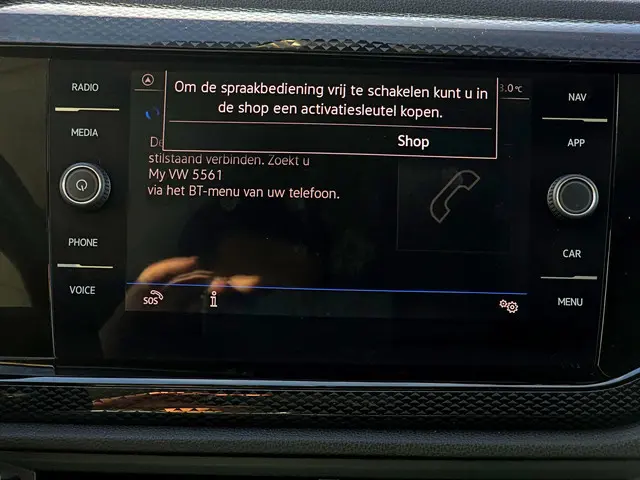 RADIO
MEDIA
PHONE
VOICE
Om de spraakbediening vrij te schakelen kunt u in
de shop een activatiesleutel kopen.
Shop
stilstaand verbinden. Zoekt u
My VW 5561
via het BT-menu van uw telefoon.
SOS
i
NAV
APP
CAR
MENU